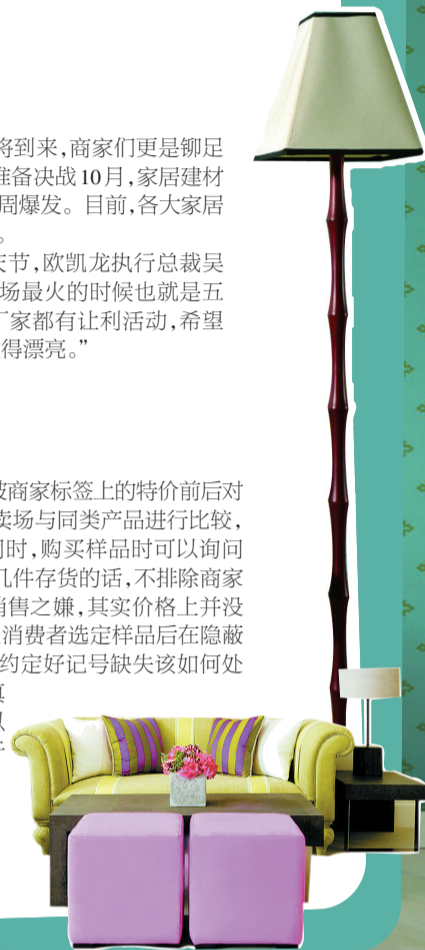 将到来，商家们更是铆足
准备决战10月，家居建材
周爆发。目前，各大家居
。
天节，欧凯龙执行总裁吴
场最火的时候也就是五
厂家都有让利活动，希望
得漂亮。”
被商家标签上的特价前后对
卖场与同类产品进行比较，
同时，购买样品时可以询问
几件存货的话，不排除商家
销售之嫌，其实价格上并没
消费者选定样品后在隐蔽
约定好记号缺失该如何处